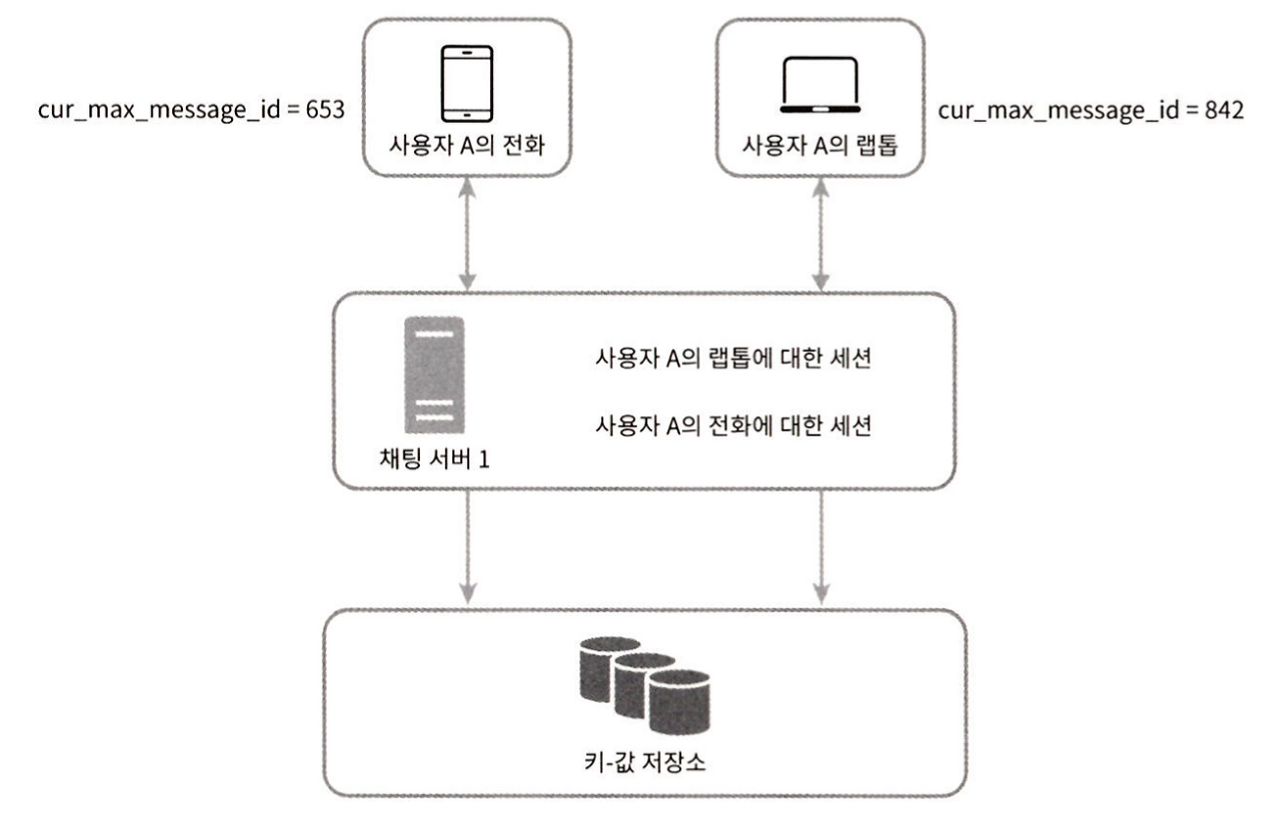 cur_max_message_id = 653
사용자 A의 전화
사용자 A의 랩톱
cur_max_message_id = 842
사용자 A의 랩톱에 대한 세션
사용자 A의 전화에 대한 세션
채팅 서버 1
키-값 저장소